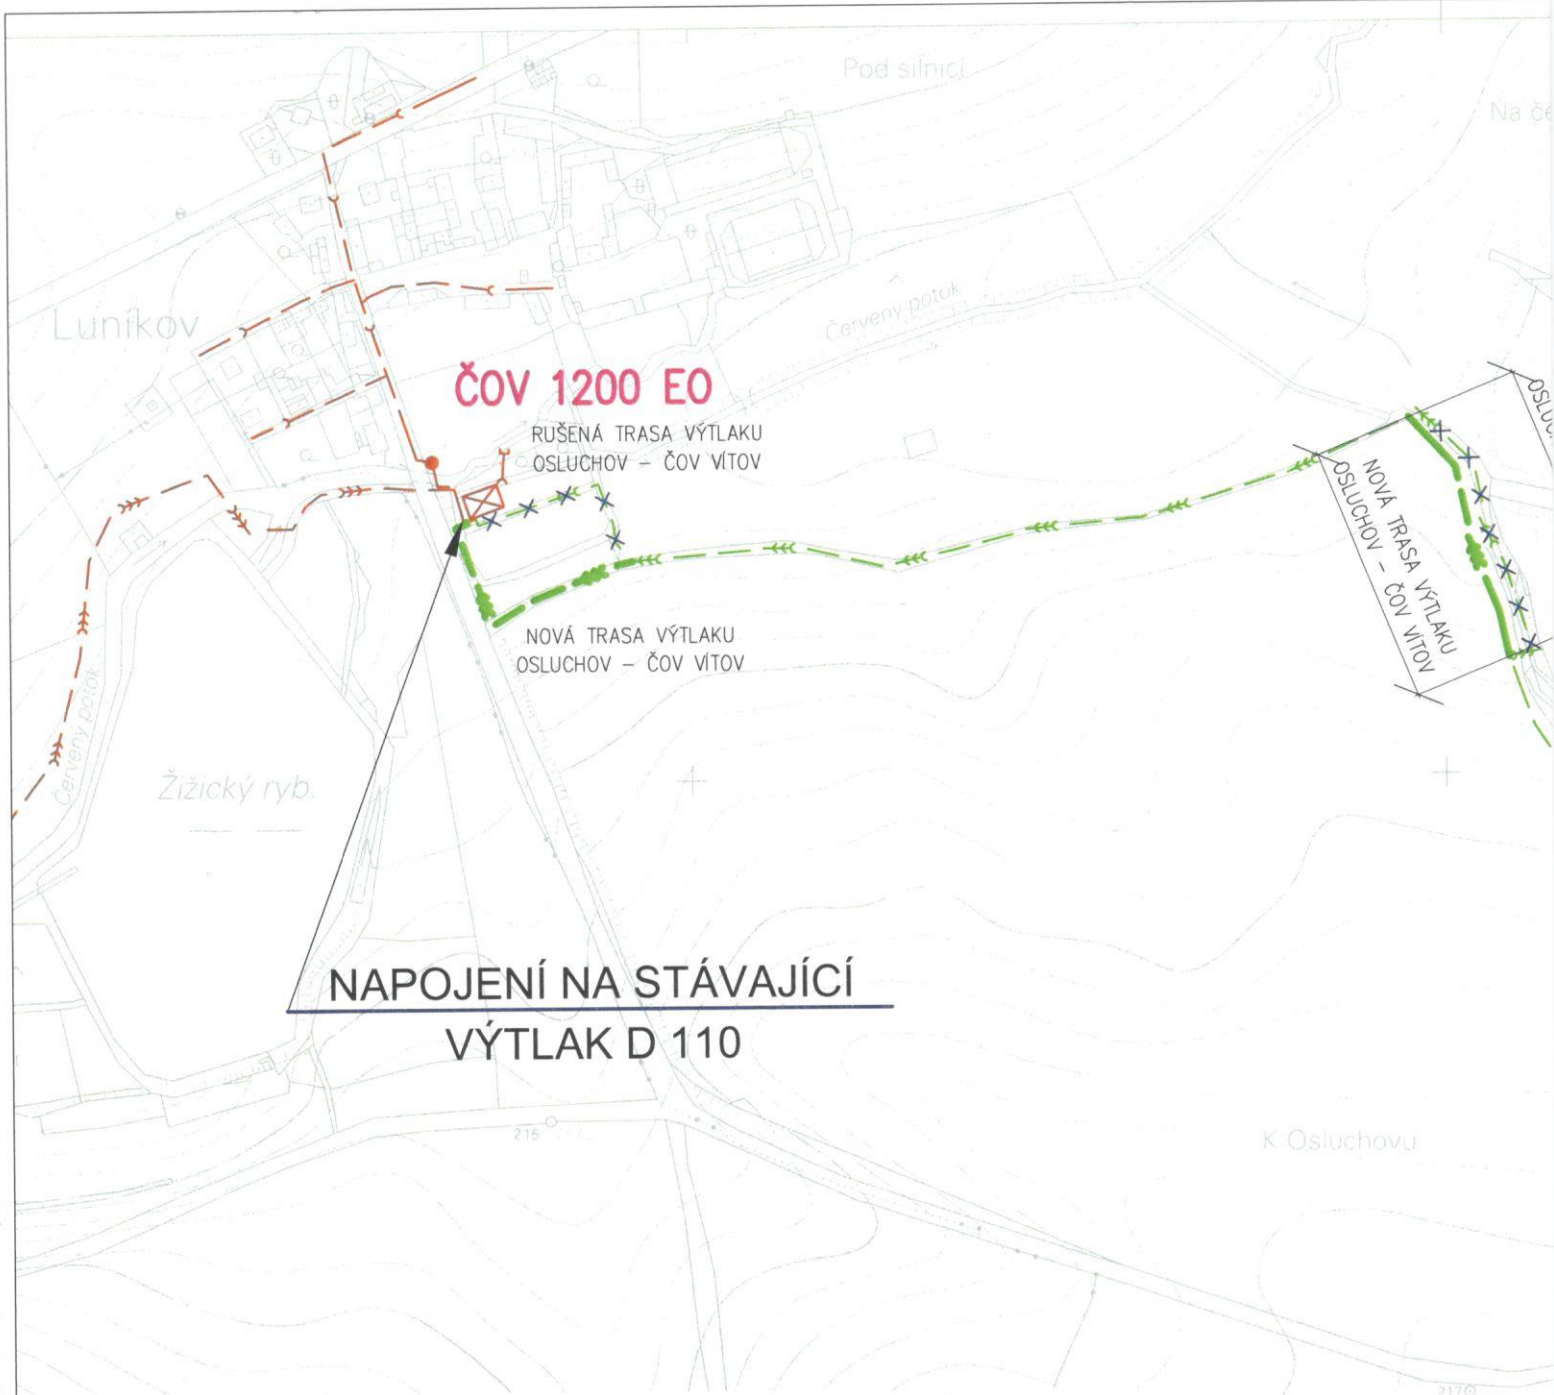 Pod silnicí
Luníkov
Červený potok
ČOV 1200 EO
RUŠENÁ TRASA VÝTLAKU
OSLUCHOV – ČOV VÍTOV
NOVÁ TRASA VÝTLAKU
OSLUCHOV – ČOV VÍTOV
NOVÁ TRASA VÝTLAKU
OSLUCHOV – ČOV VÍTOV
Červený potok
Žižický ryb.
NAPOJENÍ NA STÁVAJÍCÍ
VÝTLAK D 110
215
K Osluchovu
217